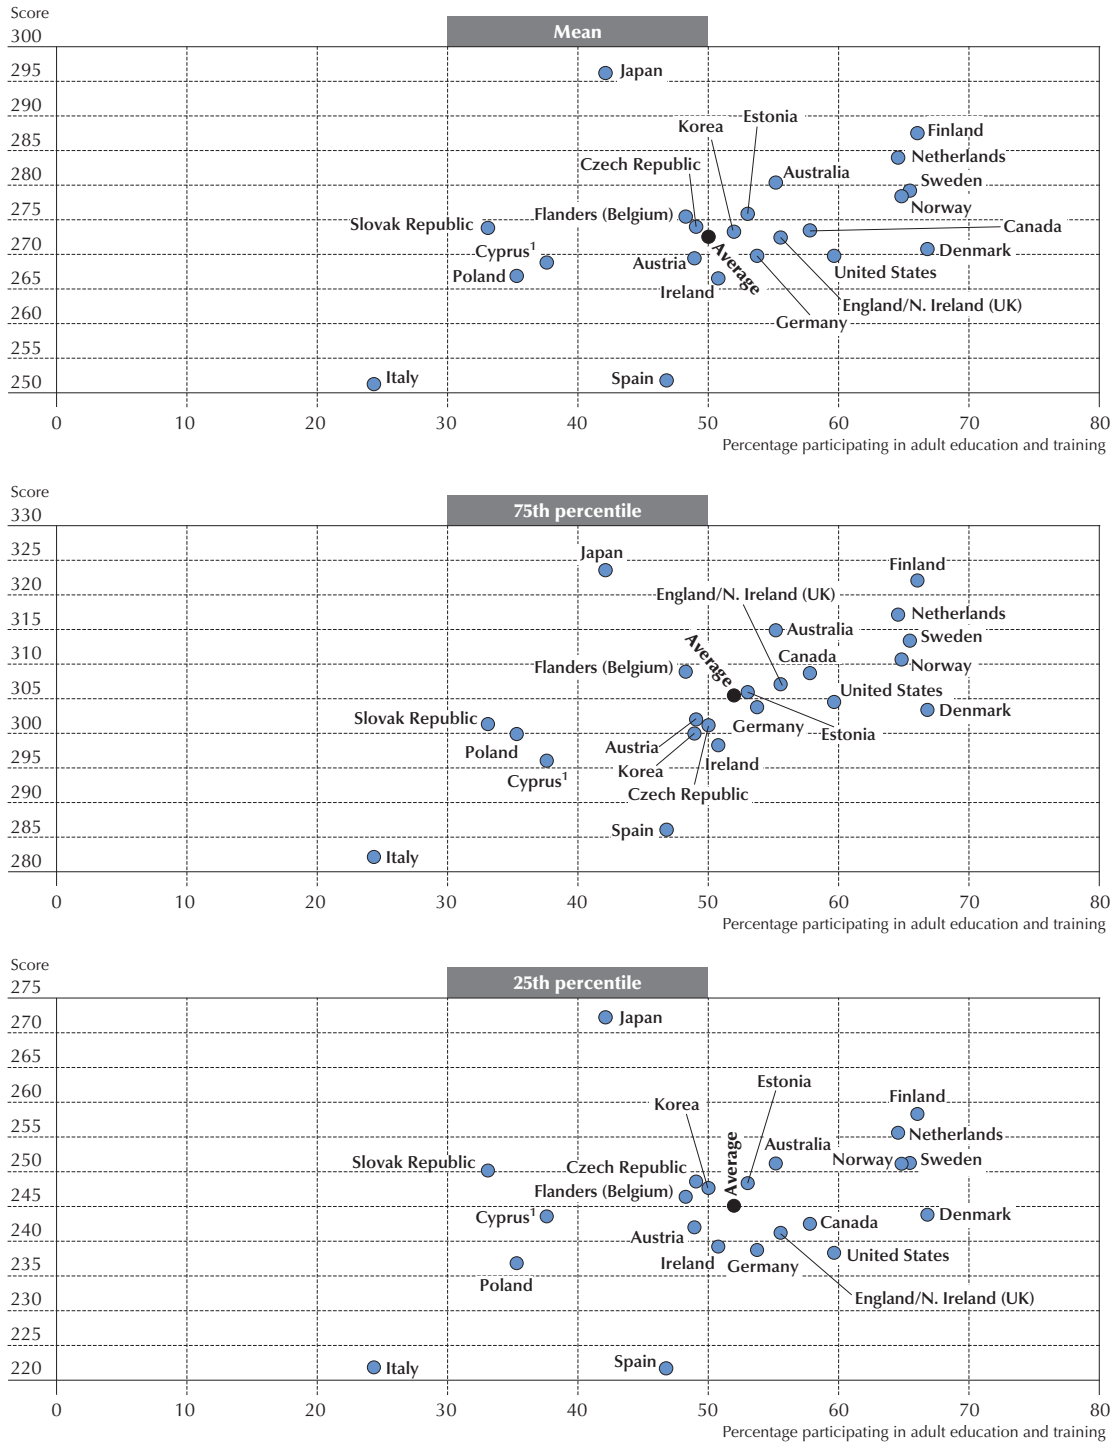 Score
Mean
300
295
290
285
280
275
270
265
260
255
250
Japan
Estonia
Korea
Finland
Netherlands
Czech Republic
Australia
Sweden
Norway
Flanders (Belgium)
Slovak Republic
Canada
Cyprus1
Average
Denmark
Austria
Poland
United States
Ireland
England/N. Ireland (UK)
Germany
Italy
Spain
0 10 20 30 40 50 60 70 80
Percentage participating in adult education and training
Score
75th percentile
330
325
320
315
310
305
300
295
290
285
280
Japan
Finland
England/N. Ireland (UK)
Netherlands
Australia
Sweden
Average
Canada
Flanders (Belgium)
Norway
United States
Denmark
Slovak Republic
Germany
Estonia
Poland
Austria
Ireland
Korea
Cyprus1
Czech Republic
Spain
Italy
0 10 20 30 40 50 60 70 80
Percentage participating in adult education and training
Score
25th percentile
275
270
265
260
255
250
245
240
235
230
225
220
Japan
Estonia
Finland
Korea
Netherlands
Average
Australia
Norway
Sweden
Slovak Republic
Czech Republic
Flanders (Belgium)
Cyprus1
Denmark
Canada
Austria
Ireland
Germany
United States
Poland
England/N. Ireland (UK)
Italy
Spain
0 10 20 30 40 50 60 70 80
Percentage participating in adult education and training